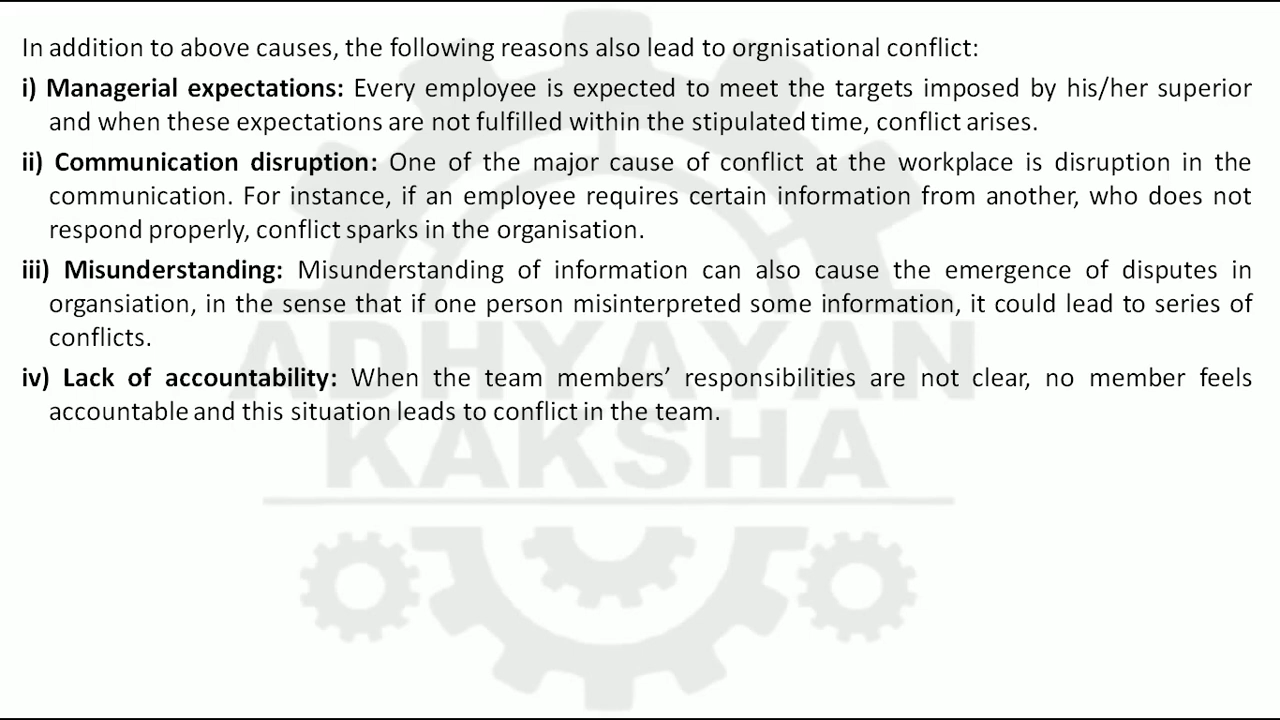 In addition to above causes, the following reasons also lead to orgnisational conflict:
i) Managerial expectations: Every employee is expected to meet the targets imposed by his/her superior
and when these expectations are not fulfilled within the stipulated time, conflict arises.
ii) Communication disruption: One of the major cause of conflict at the workplace is disruption in the
communication. For instance, if an employee requires certain information from another, who does not
respond properly, conflict sparks in the organisation.
iii) Misunderstanding: Misunderstanding of information can also cause the emergence of disputes in
organsiation, in the sense that if one person misinterpreted some information, it could lead to series of
conflicts.
iv) Lack of accountability: When the team members’ responsibilities are not clear, no member feels
accountable and this situation leads to conflict in the team.
ADHYAYAN
KAKSHA